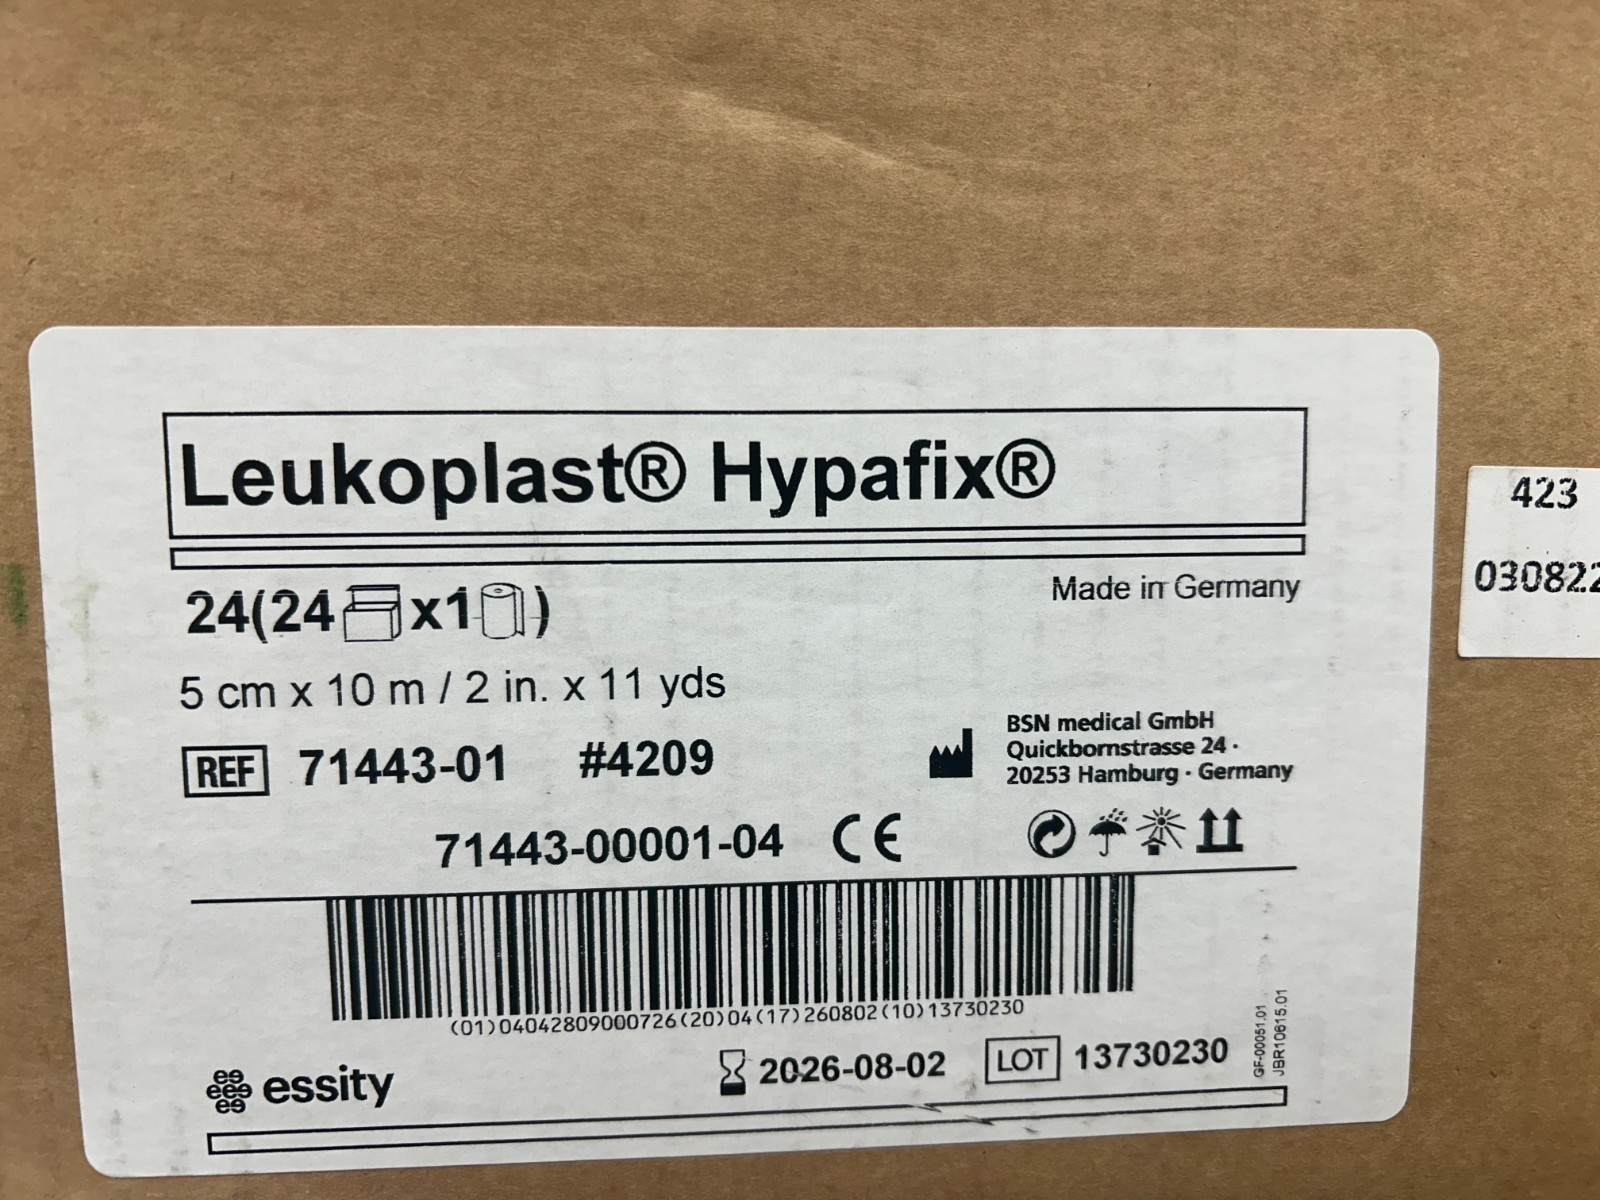 Leukoplast® Hypafix®
24(24 x1 )
Made in Germany
5 cm x 10 m / 2 in. x 11 yds
REF 71443-01 #4209
BSN medical GmbH
Quickbornstrasse 24 ·
20253 Hamburg · Germany
71443-00001-04 CE
(01)04042809000726(20)04(17)260802(10)13730230
2026-08-02 LOT 13730230
essity
GF-00051.01
JBR10615.01
423
030822